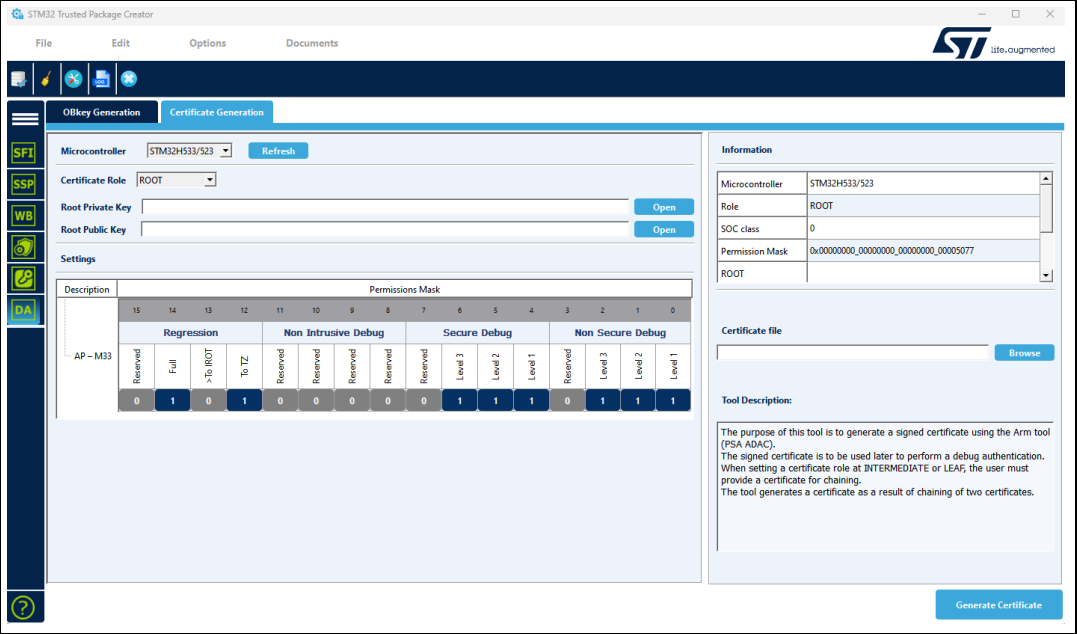 STM32 Trusted Package Creator
File Edit Options Documents
ST life.augmented
LOG
OBkey Generation Certificate Generation
SFI
SSP
WB
DA
?
Microcontroller STM32H533/523 Refresh
Certificate Role ROOT
Root Private Key Open
Root Public Key Open
Settings
Description Permissions Mask
15 14 13 12 11 10 9 8 7 6 5 4 3 2 1 0
Regression Non Intrusive Debug Secure Debug Non Secure Debug
AP – M33 Reserved Full >To IROT To TZ Reserved Reserved Reserved Reserved Reserved Level 3 Level 2 Level 1 Reserved Level 3 Level 2 Level 1
0 1 0 1 0 0 0 0 0 1 1 1 0 1 1 1
Information
Microcontroller STM32H533/523
Role ROOT
SOC class 0
Permission Mask 0x00000000_00000000_00000000_00005077
ROOT
Certificate file
Browse
Tool Description:
The purpose of this tool is to generate a signed certificate using the Arm tool
(PSA ADAC).
The signed certificate is to be used later to perform a debug authentication.
When setting a certificate role at INTERMEDIATE or LEAF, the user must
provide a certificate for chaining.
The tool generates a certificate as a result of chaining of two certificates.
Generate Certificate